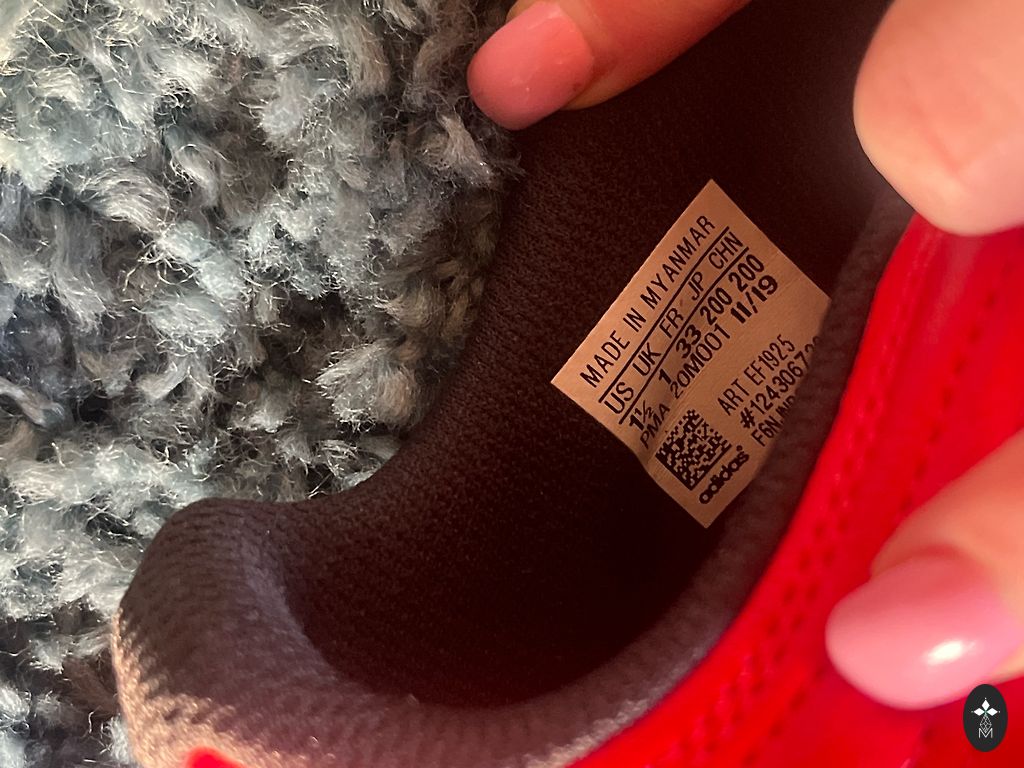 MADE IN MYANMAR
US UK FR JP CHN
1½ 1 33 200 200
PMA 20M001 11/19
ART EF1925
adidas®
M